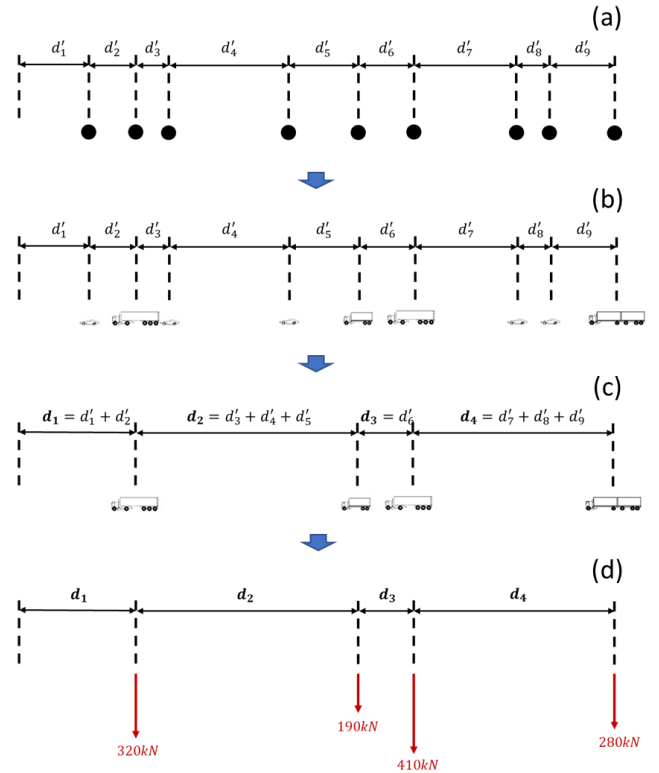 (a)
d′₁ d′₂ d′₃ d′₄ d′₅ d′₆ d′₇ d′₈ d′₉
(b)
d′₁ d′₂ d′₃ d′₄ d′₅ d′₆ d′₇ d′₈ d′₉
(c)
d₁ = d′₁ + d′₂ d₂ = d′₃ + d′₄ + d′₅ d₃ = d′₆ d₄ = d′₇ + d′₈ + d′₉
(d)
d₁ d₂ d₃ d₄
320kN 190kN 410kN 280kN